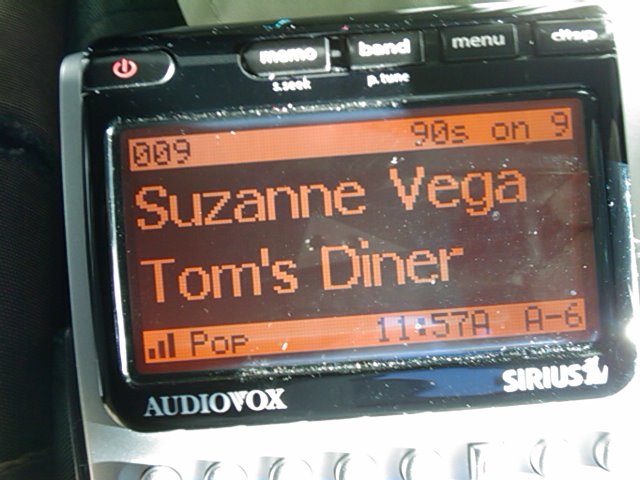 memo band menu disp
s.seek p.tune
009 90s on 9
Suzanne Vega
Tom's Diner
Pop 11:57A A-6
AUDIOVOX SIRIUS